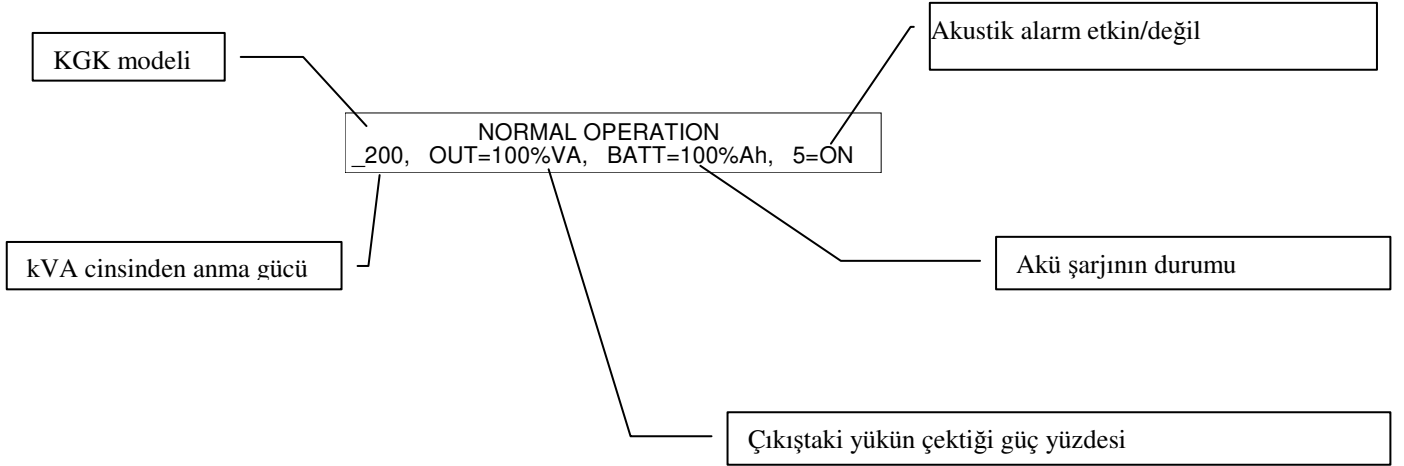 Akustik alarm etkin/değil
KGK modeli
NORMAL OPERATION
_200, OUT=100%VA, BATT=100%Ah, 5=ON
kVA cinsinden anma gücü
Akü şarjının durumu
Çıkıştaki yükün çektiği güç yüzdesi